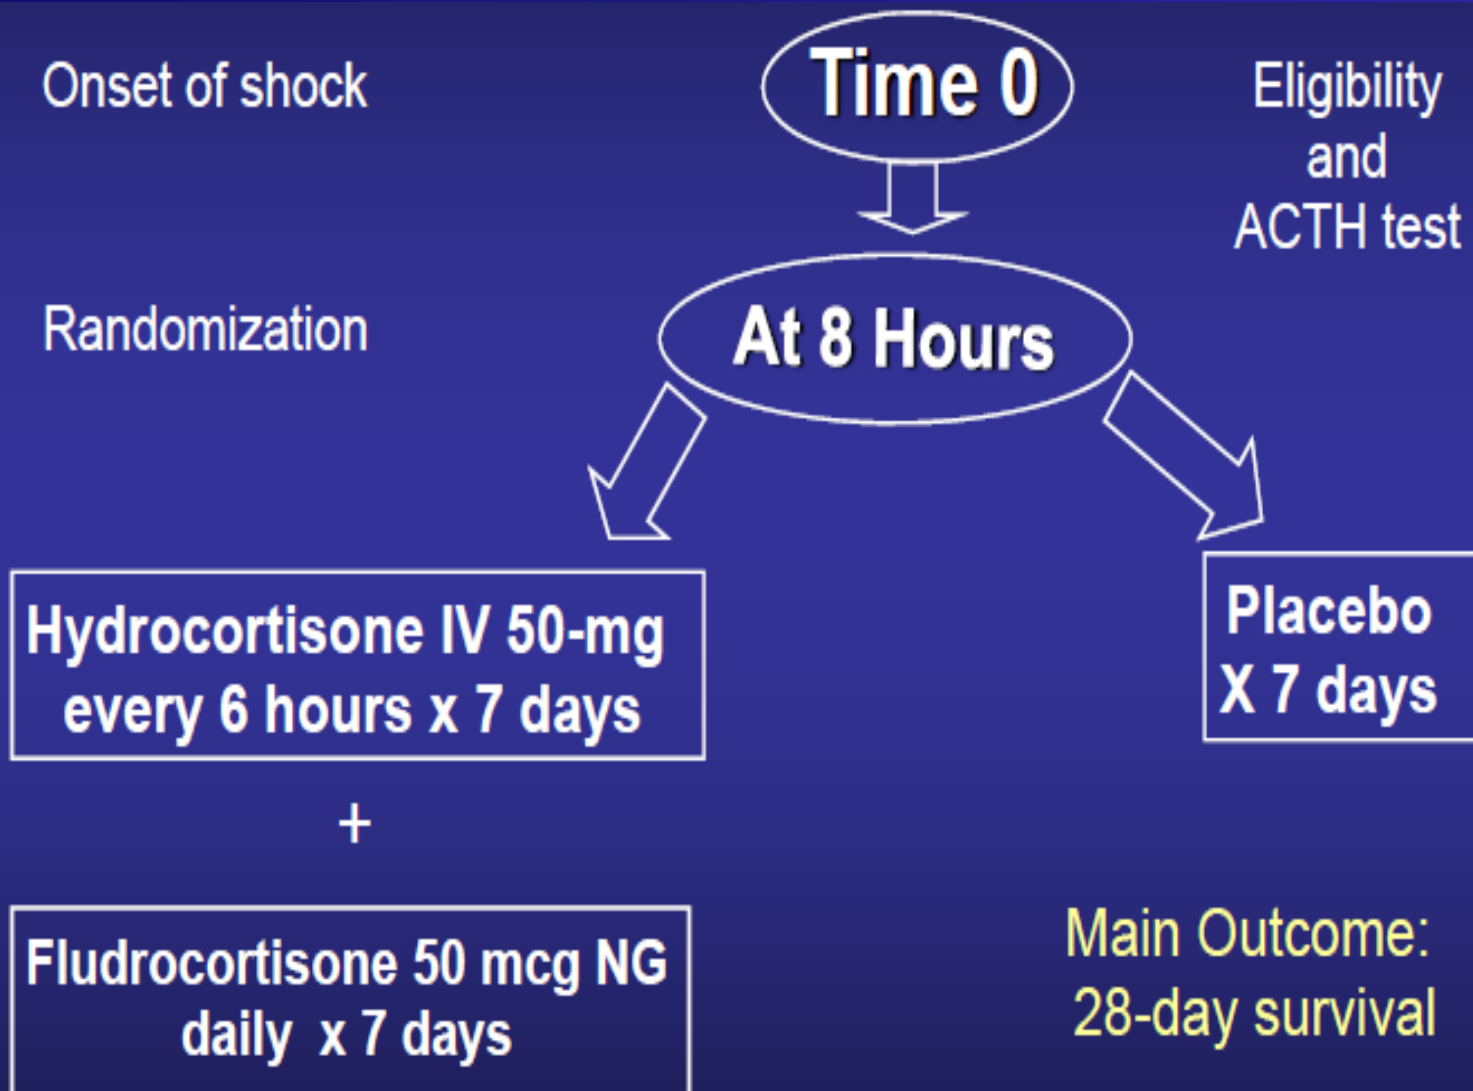 Onset of shock
Time 0
Eligibility
and
ACTH test
Randomization
At 8 Hours
Hydrocortisone IV 50-mg
every 6 hours x 7 days
Placebo
X 7 days
+
Fludrocortisone 50 mcg NG
daily x 7 days
Main Outcome:
28-day survival